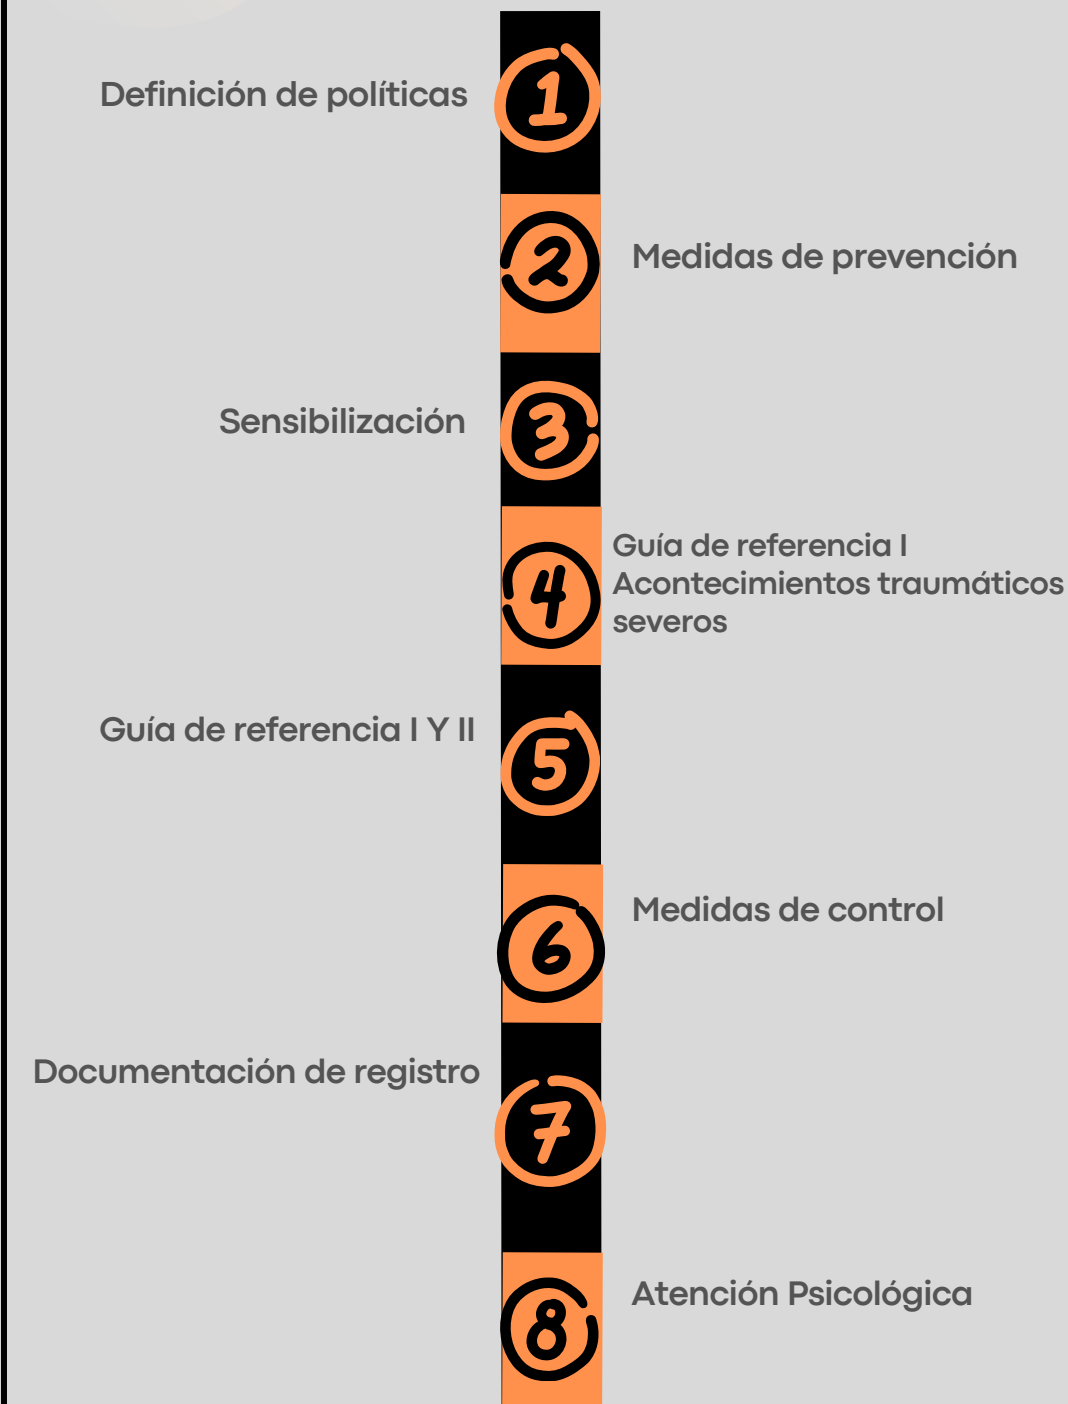 Definición de políticas
1
2
Medidas de prevención
Sensibilización
3
4
Guía de referencia I
Acontecimientos traumáticos
severos
Guía de referencia I Y II
5
6
Medidas de control
Documentación de registro
7
8
Atención Psicológica